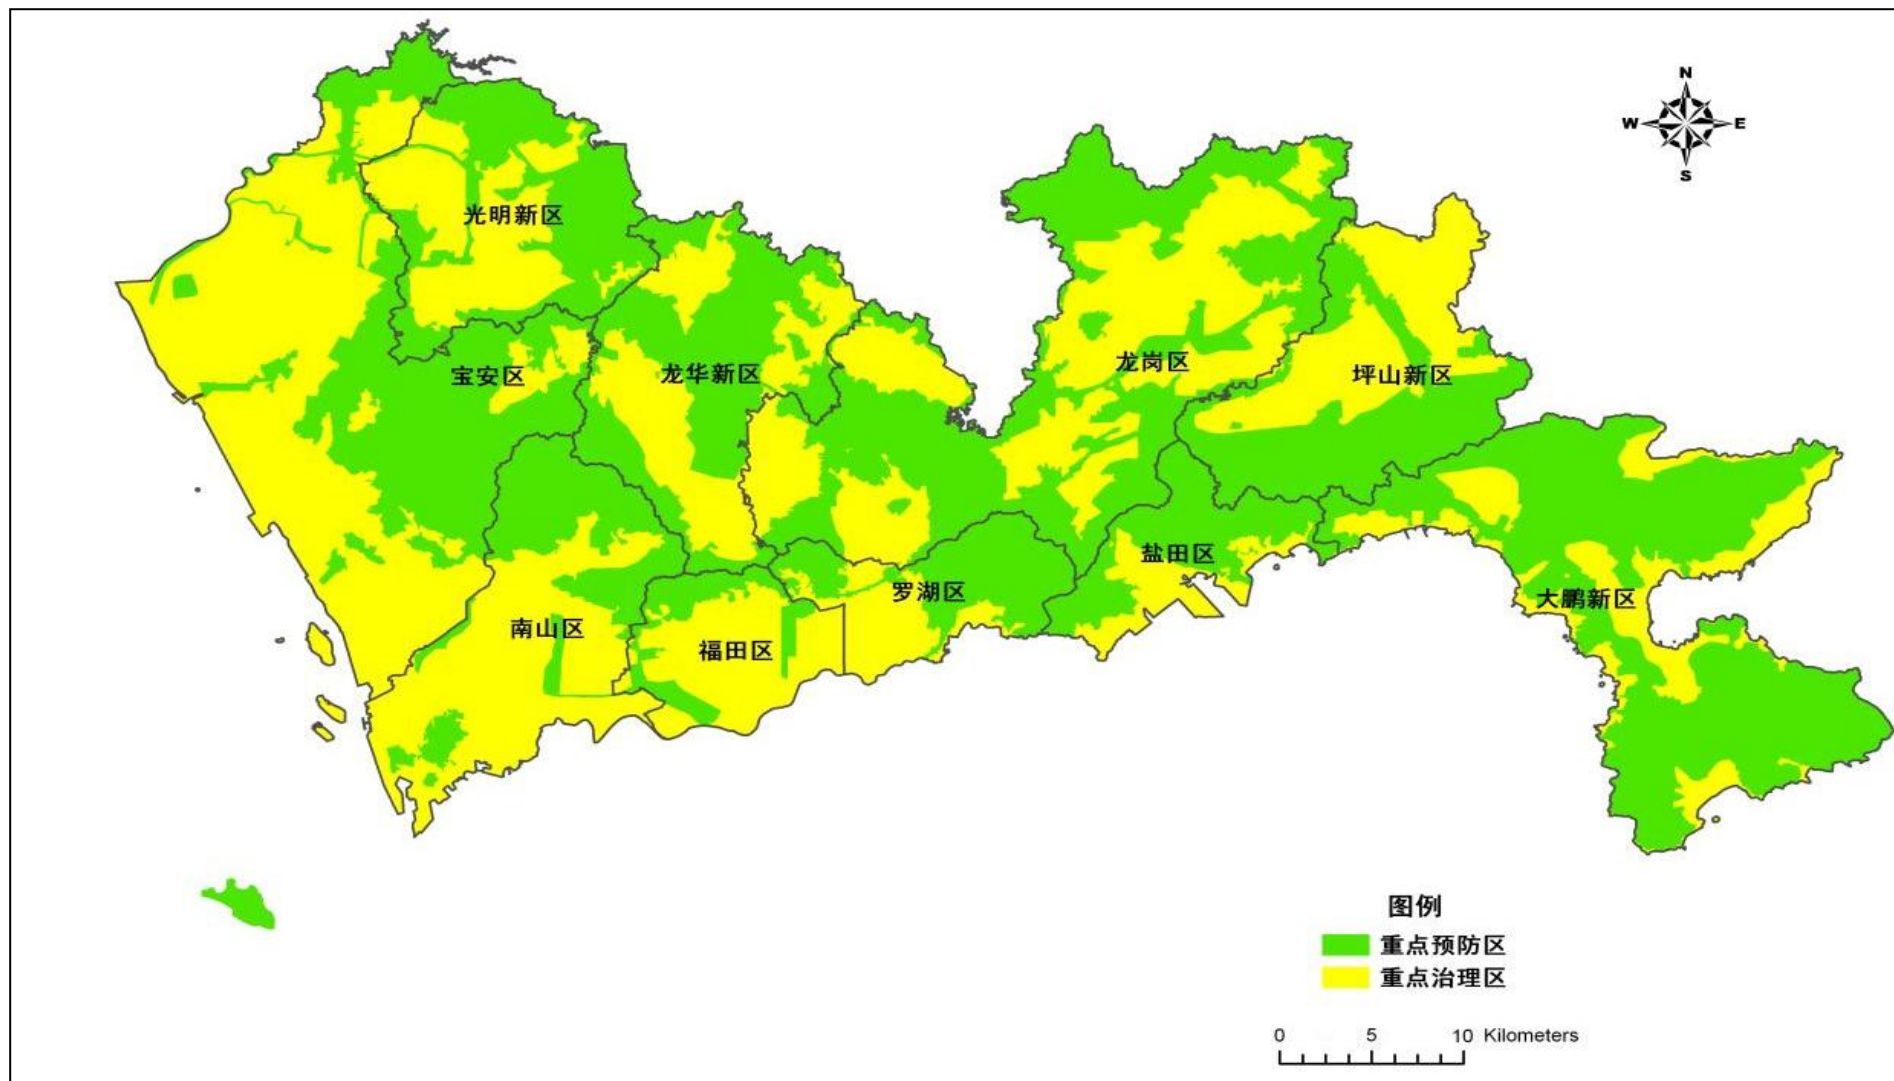 N
W E
S
光明新区
宝安区
龙华新区
龙岗区
坪山新区
盐田区
罗湖区
大鹏新区
南山区
福田区
图例
重点预防区
重点治理区
0 5 10 Kilometers